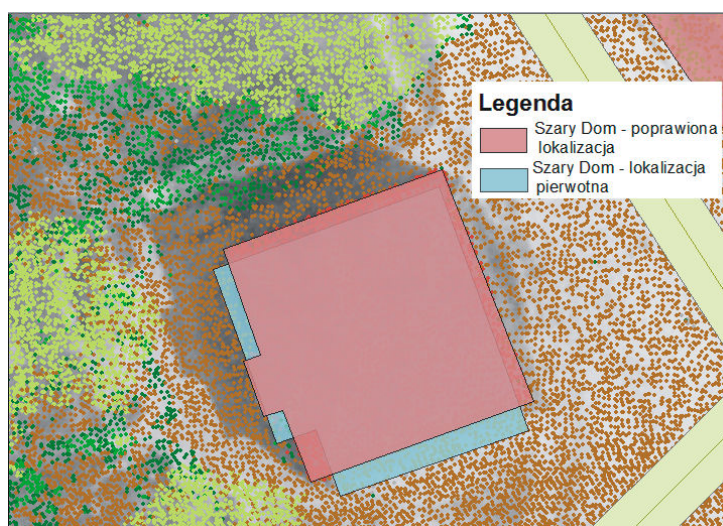 Legenda
Szary Dom - poprawiona
lokalizacja
Szary Dom - lokalizacja
pierwotna